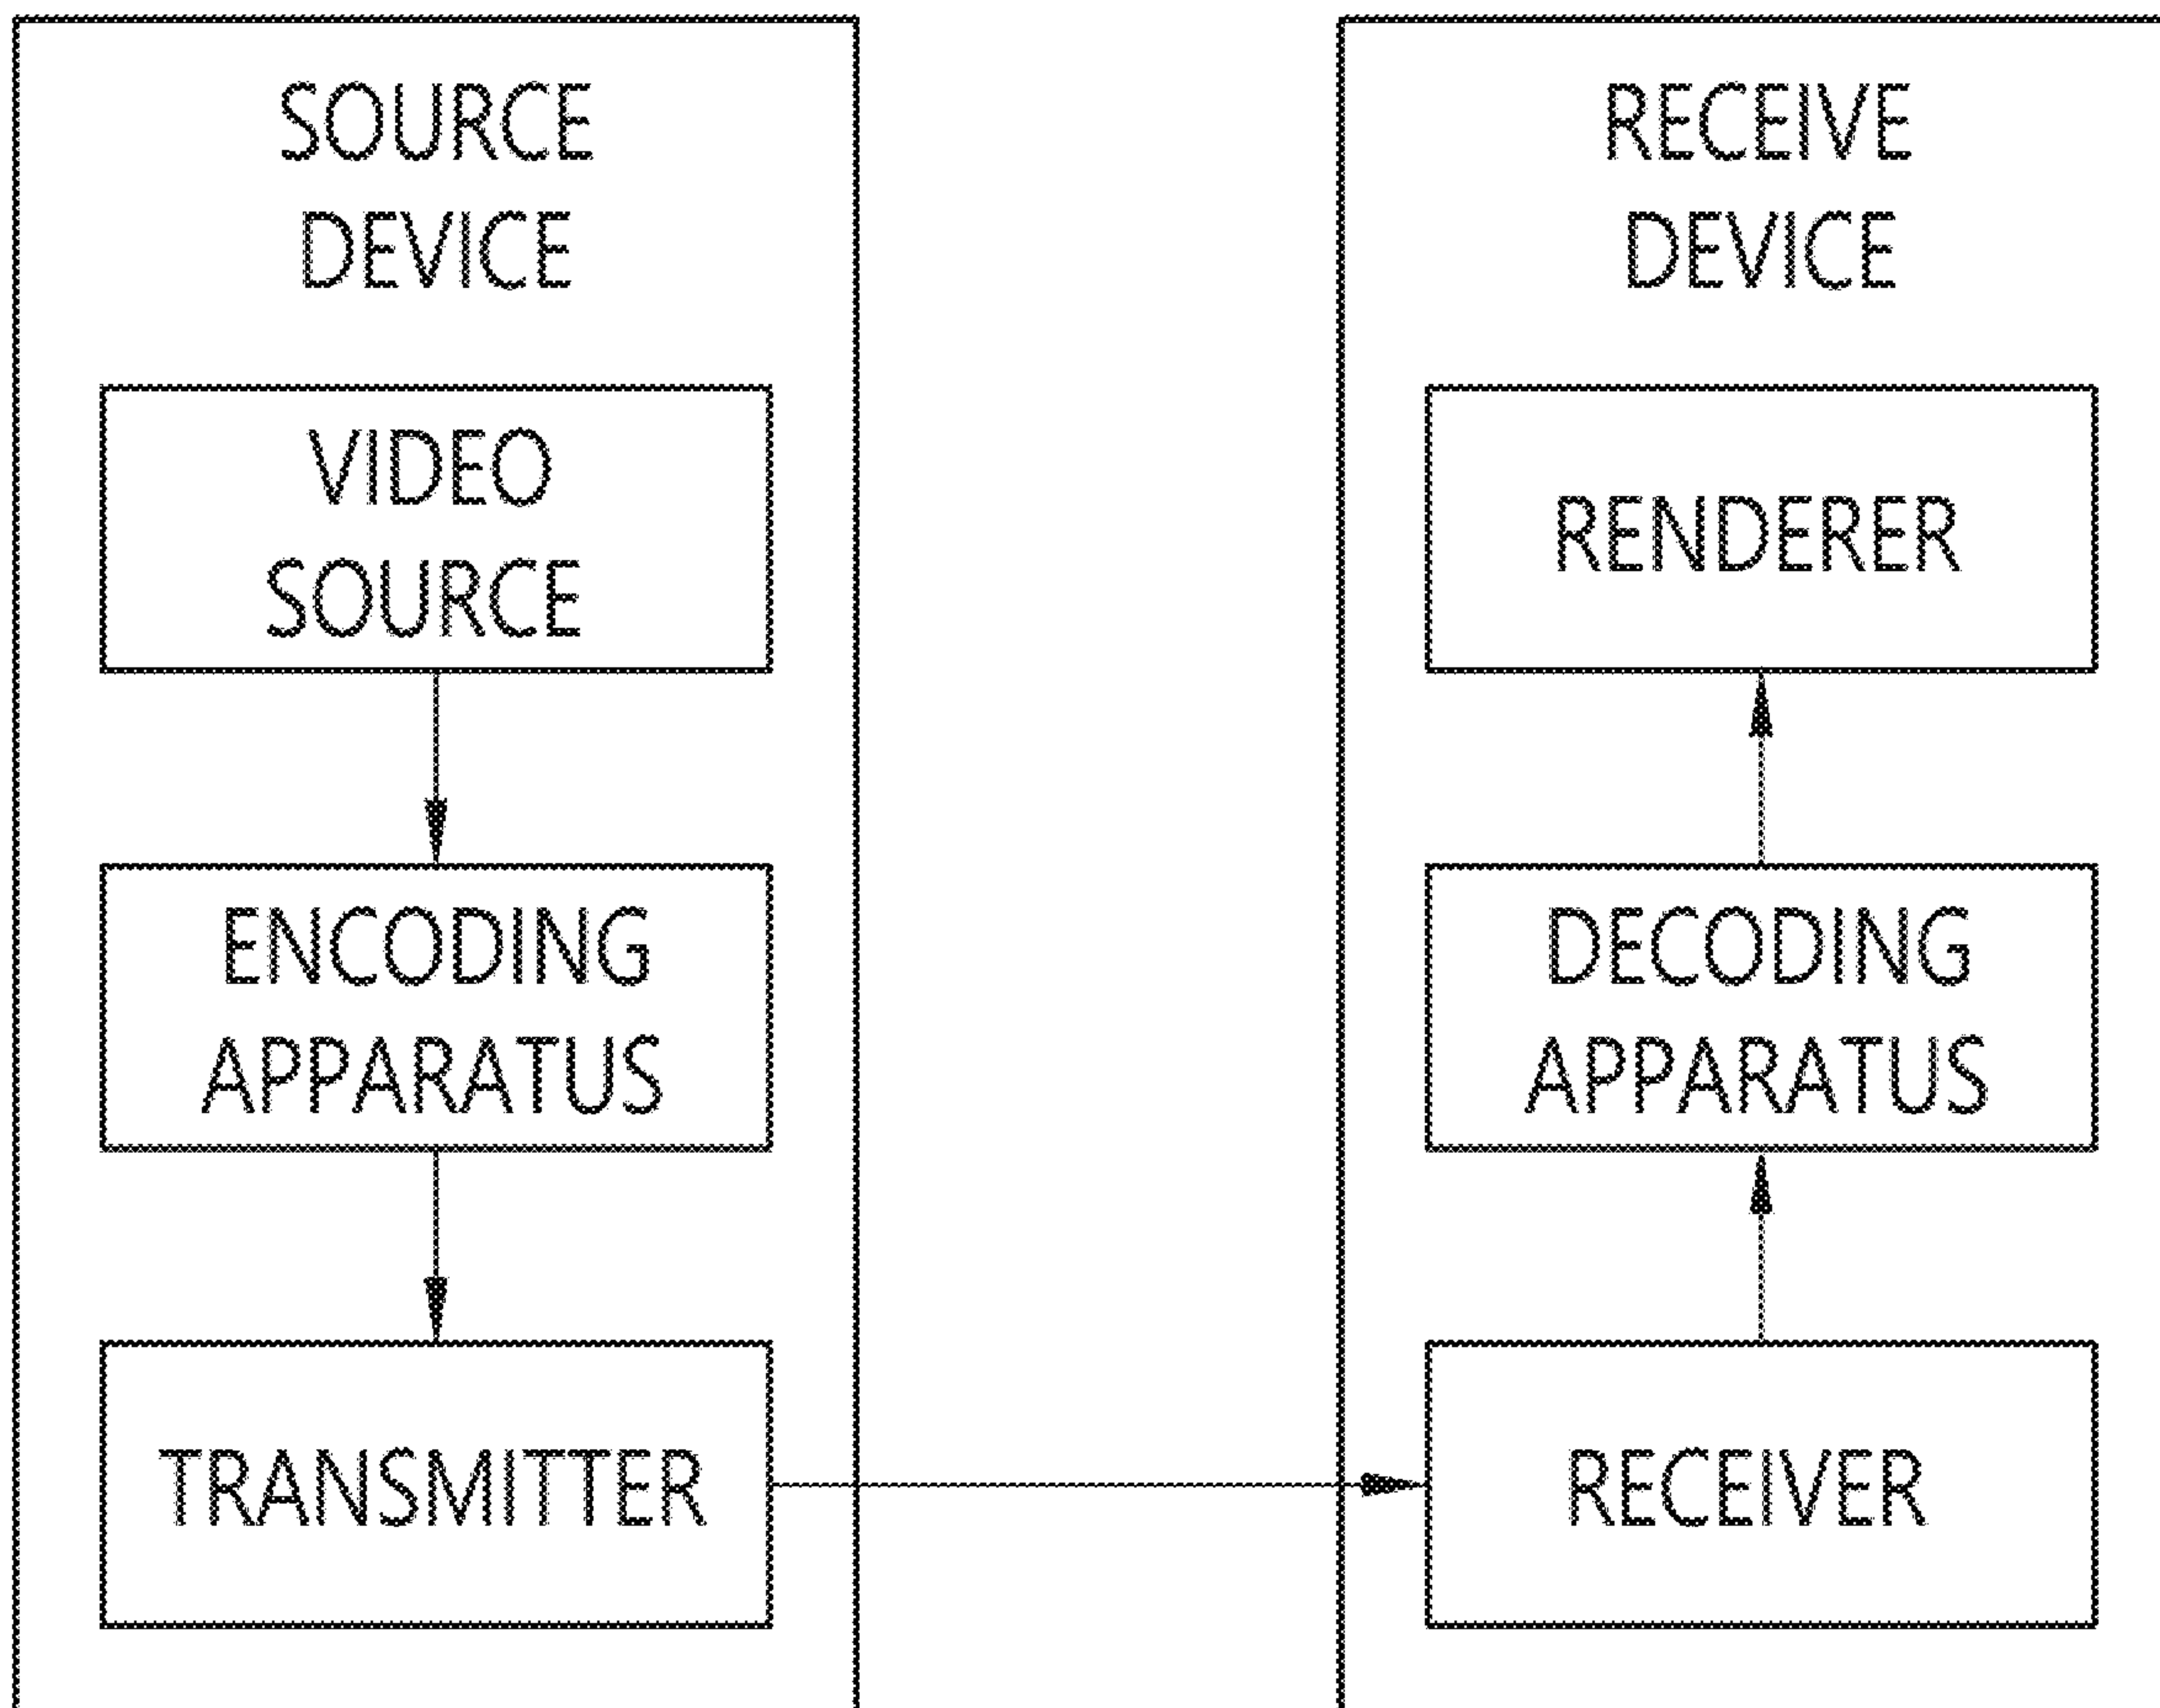 SOURCE
DEVICE
VIDEO
SOURCE
ENCODING
APPARATUS
TRANSMITTER
RECEIVE
DEVICE
RENDERER
DECODING
APPARATUS
RECEIVER